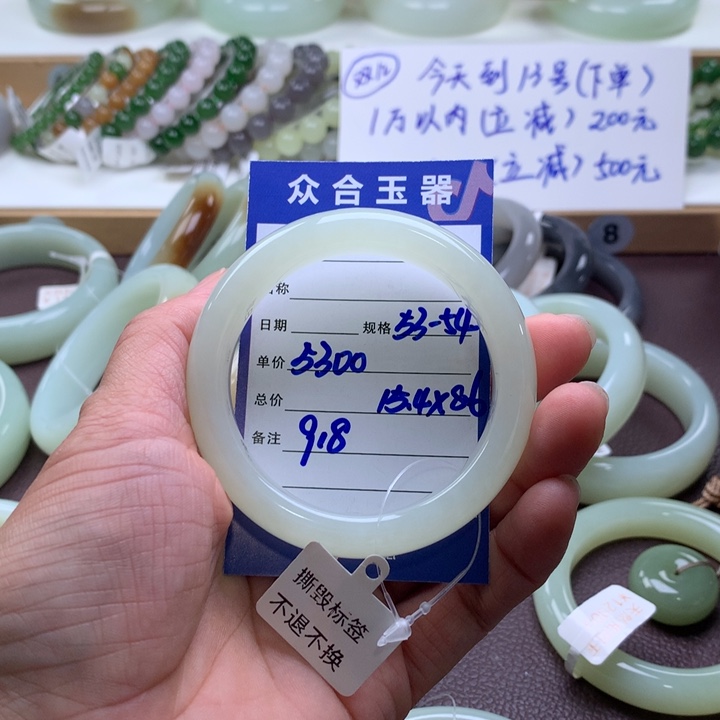 今天到13号(下单)
1万以内(立减)200元
(立减)500元
8
众合玉器
称
日期 规格 53-54
单价 5300
总价 15.4×8.6
备注 9.8
撕毁标签
不退不换